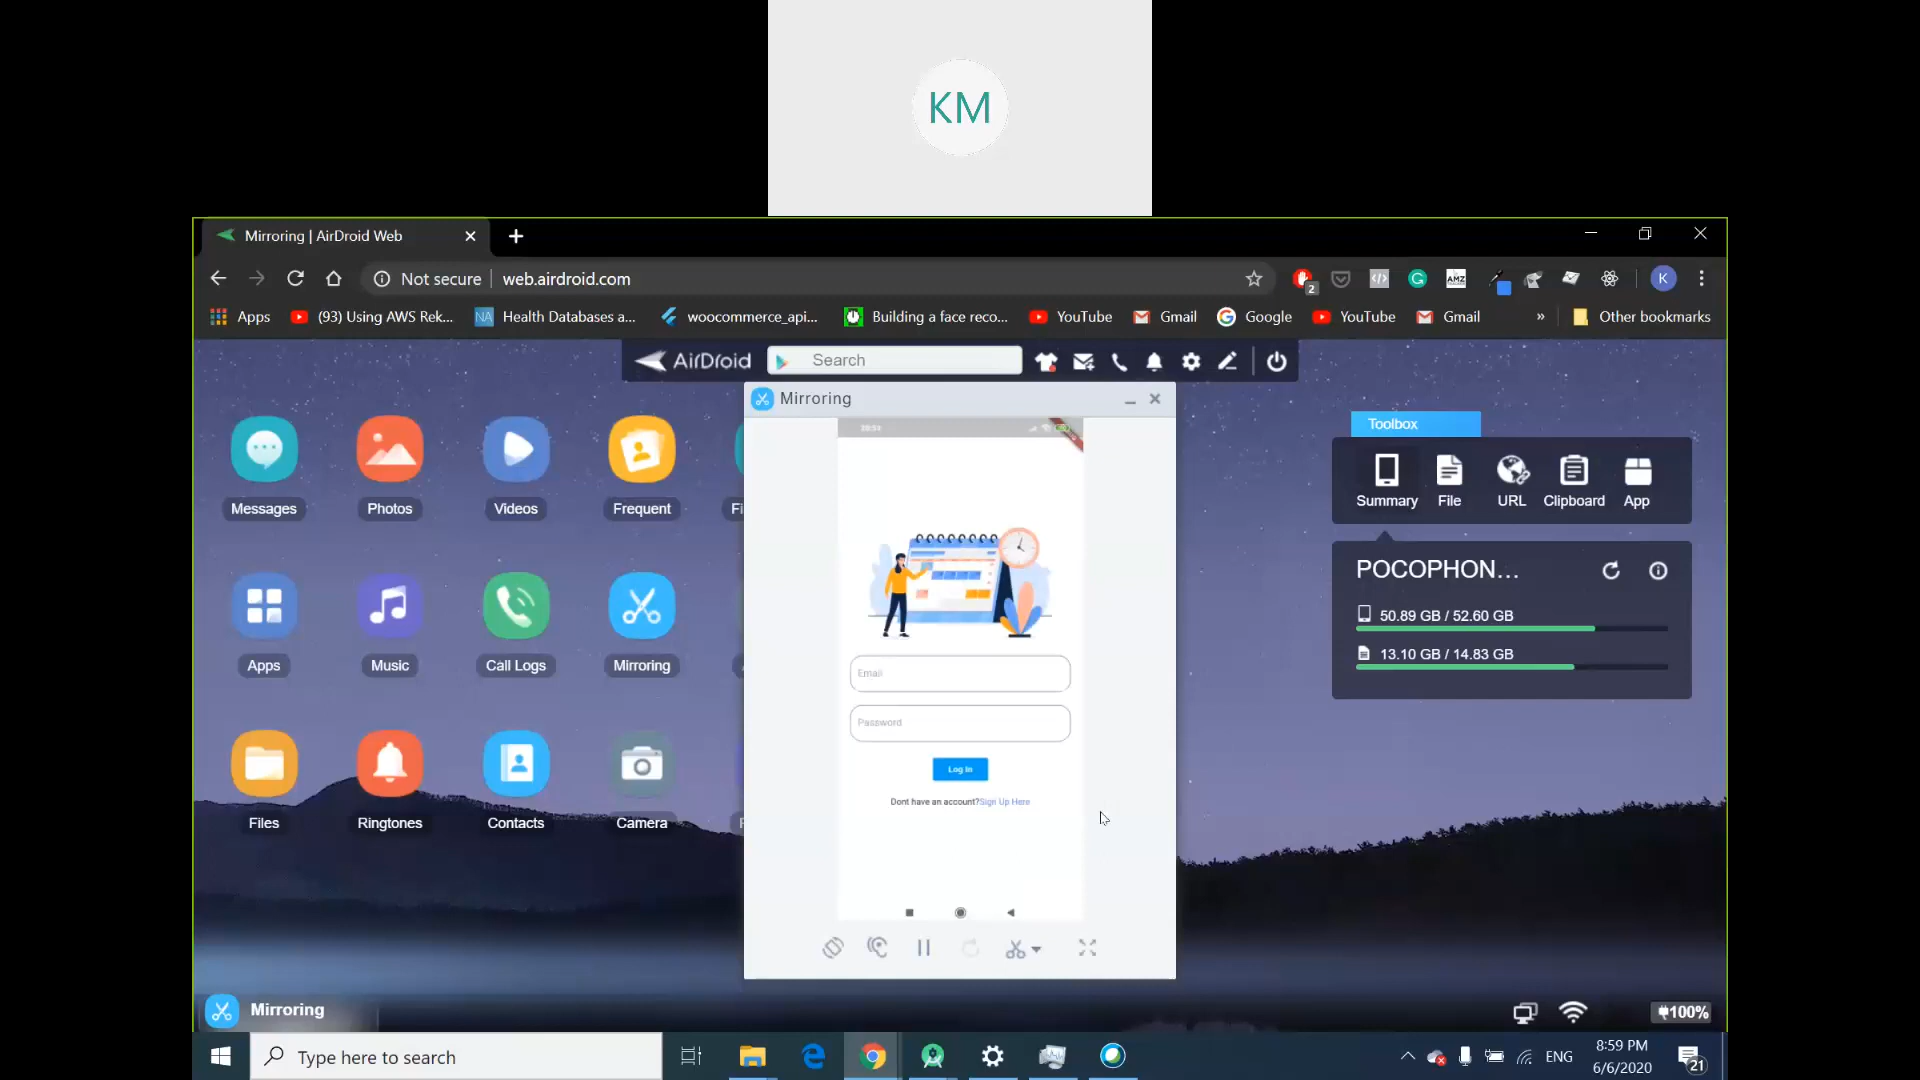 KM
Mirroring | AirDroid Web
Not secure
web.airdroid.com
2
K
Apps
(93) Using AWS Rek...
NA
Health Databases a...
woocommerce_api...
Building a face reco...
YouTube
Gmail
Google
YouTube
Gmail
»
Other bookmarks
AirDroid
Search
Mirroring
Messages
Photos
Videos
Frequent
Fi
Apps
Music
Call Logs
Mirroring
Files
Ringtones
Contacts
Camera
Email
Password
Log In
Dont have an account?Sign Up Here
Toolbox
Summary
File
URL
Clipboard
App
POCOPHON...
50.89 GB / 52.60 GB
13.10 GB / 14.83 GB
Mirroring
100%
Type here to search
ENG
8:59 PM
6/6/2020
21